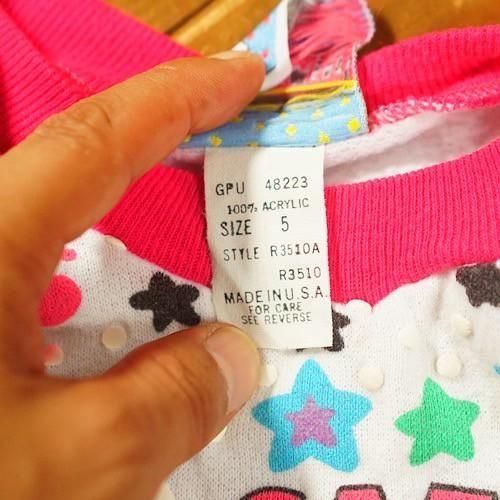 GPU 48223
100% ACRYLIC
SIZE 5
STYLE R3510A
R3510
MADE IN U.S.A.
FOR CARE
SEE REVERSE